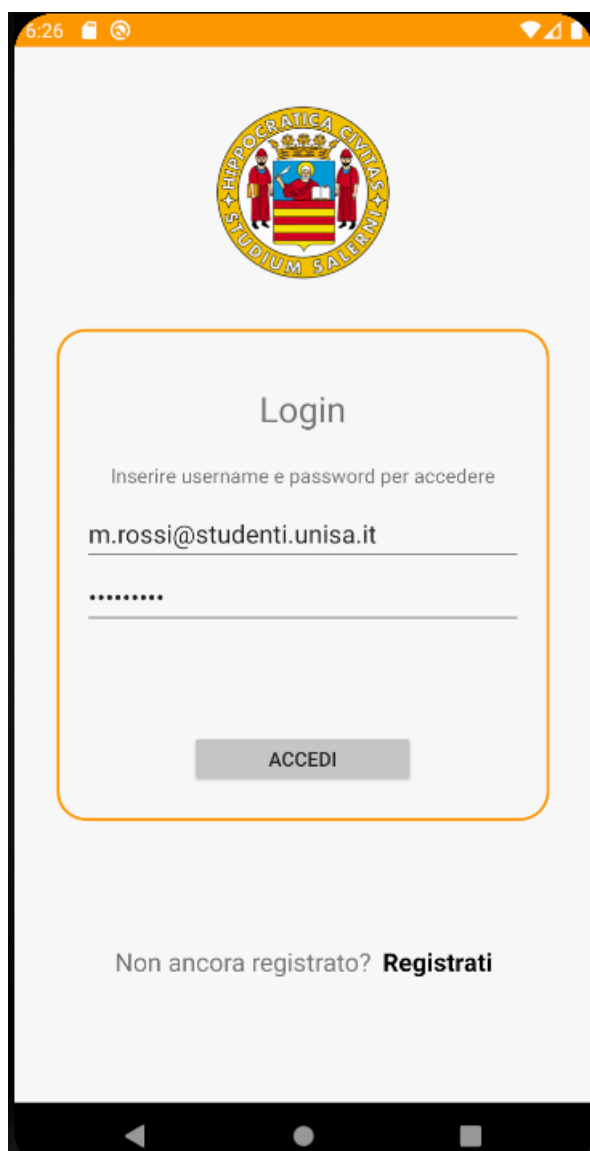 6:26
HIPPOCRATICA CIVITAS
STUDIUM SALERNI
Login
Inserire username e password per accedere
m.rossi@studenti.unisa.it
•••••••••
ACCEDI
Non ancora registrato? Registrati